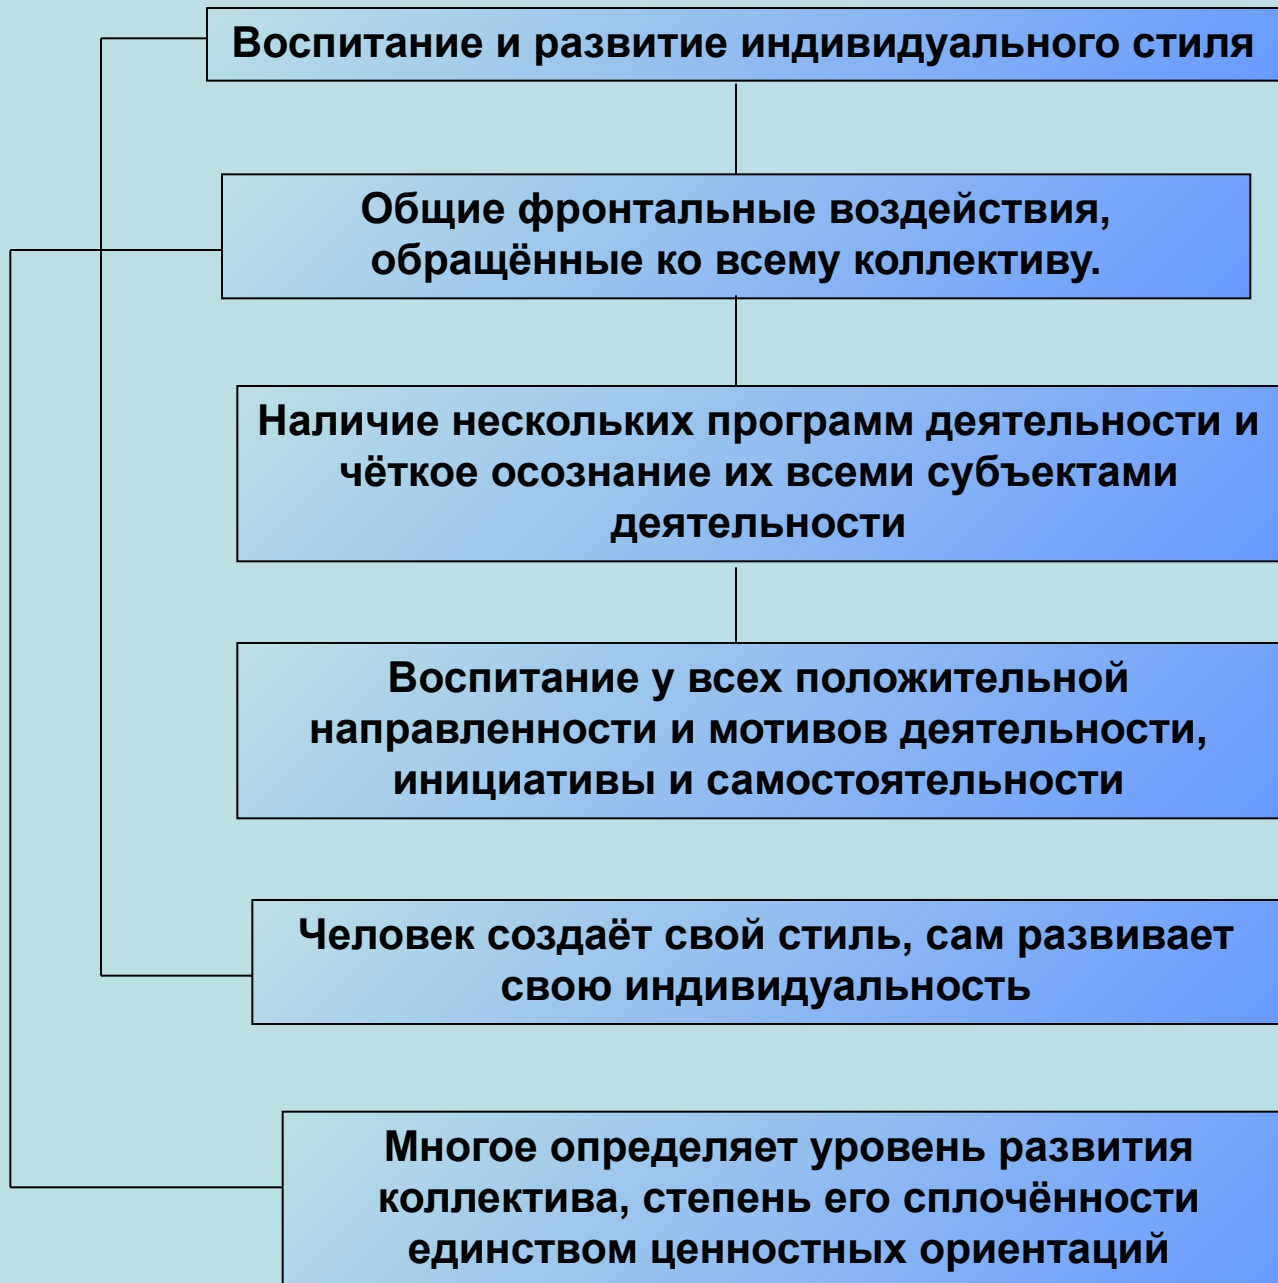 Воспитание и развитие индивидуального стиля
Общие фронтальные воздействия,
обращённые ко всему коллективу.
Наличие нескольких программ деятельности и
чёткое осознание их всеми субъектами
деятельности
Воспитание у всех положительной
направленности и мотивов деятельности,
инициативы и самостоятельности
Человек создаёт свой стиль, сам развивает
свою индивидуальность
Многое определяет уровень развития
коллектива, степень его сплочённости
единством ценностных ориентаций